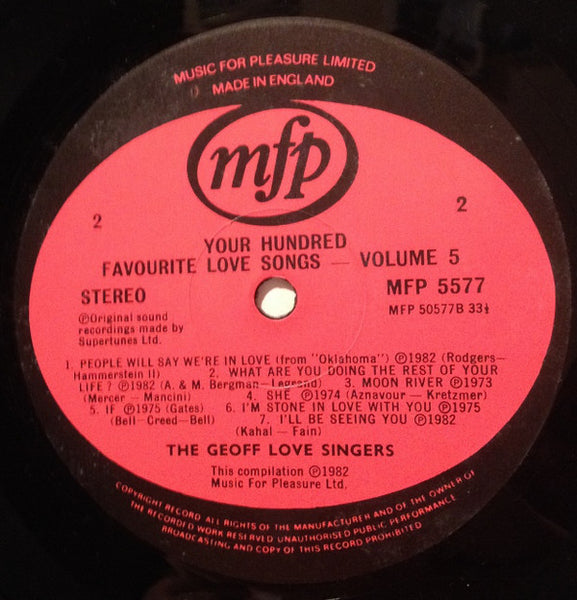 MUSIC FOR PLEASURE LIMITED
MADE IN ENGLAND
mfp
2
2
YOUR HUNDRED
FAVOURITE LOVE SONGS — VOLUME 5
STEREO
MFP 5577
MFP 50577B 33⅓
℗Original sound
recordings made by
Supertunes Ltd.
1. PEOPLE WILL SAY WE'RE IN LOVE (from "Oklahoma") ℗1982 (Rodgers-
Hammerstein II) 2. WHAT ARE YOU DOING THE REST OF YOUR
LIFE ? ℗1982 (A. & M. Bergman - Legrand) 3. MOON RIVER ℗1973
(Mercer - Mancini) 4. SHE ℗1974 (Aznavour - Kretzmer)
5. IF ℗1975 (Gates) 6. I'M STONE IN LOVE WITH YOU ℗1975
(Bell-Creed-Bell) 7. I'LL BE SEEING YOU ℗1982
(Kahal - Fain)
THE GEOFF LOVE SINGERS
This compilation ℗1982
Music For Pleasure Ltd.
COPYRIGHT RECORD ALL RIGHTS OF THE MANUFACTURER AND OF THE OWNER OF
THE RECORDED WORK RESERVED UNAUTHORISED PUBLIC PERFORMANCE
BROADCASTING AND COPY OF THIS RECORD PROHIBITED